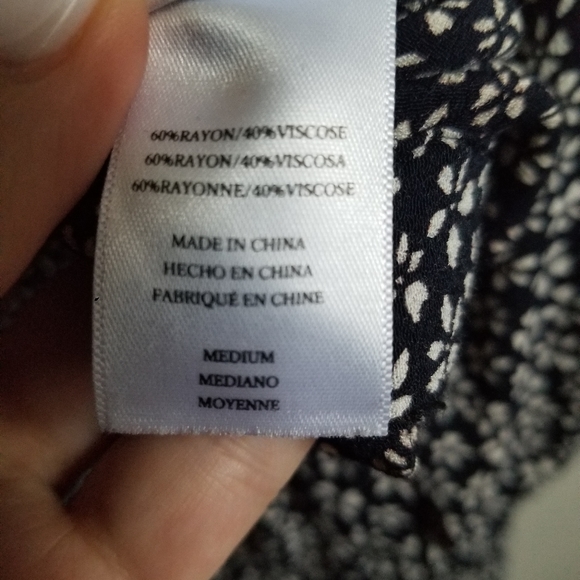 60%RAYON/40%VISCOSE
60%RAYON/40%VISCOSA
60%RAYONNE/40%VISCOSE
MADE IN CHINA
HECHO EN CHINA
FABRIQUÉ EN CHINE
MEDIUM
MEDIANO
MOYENNE